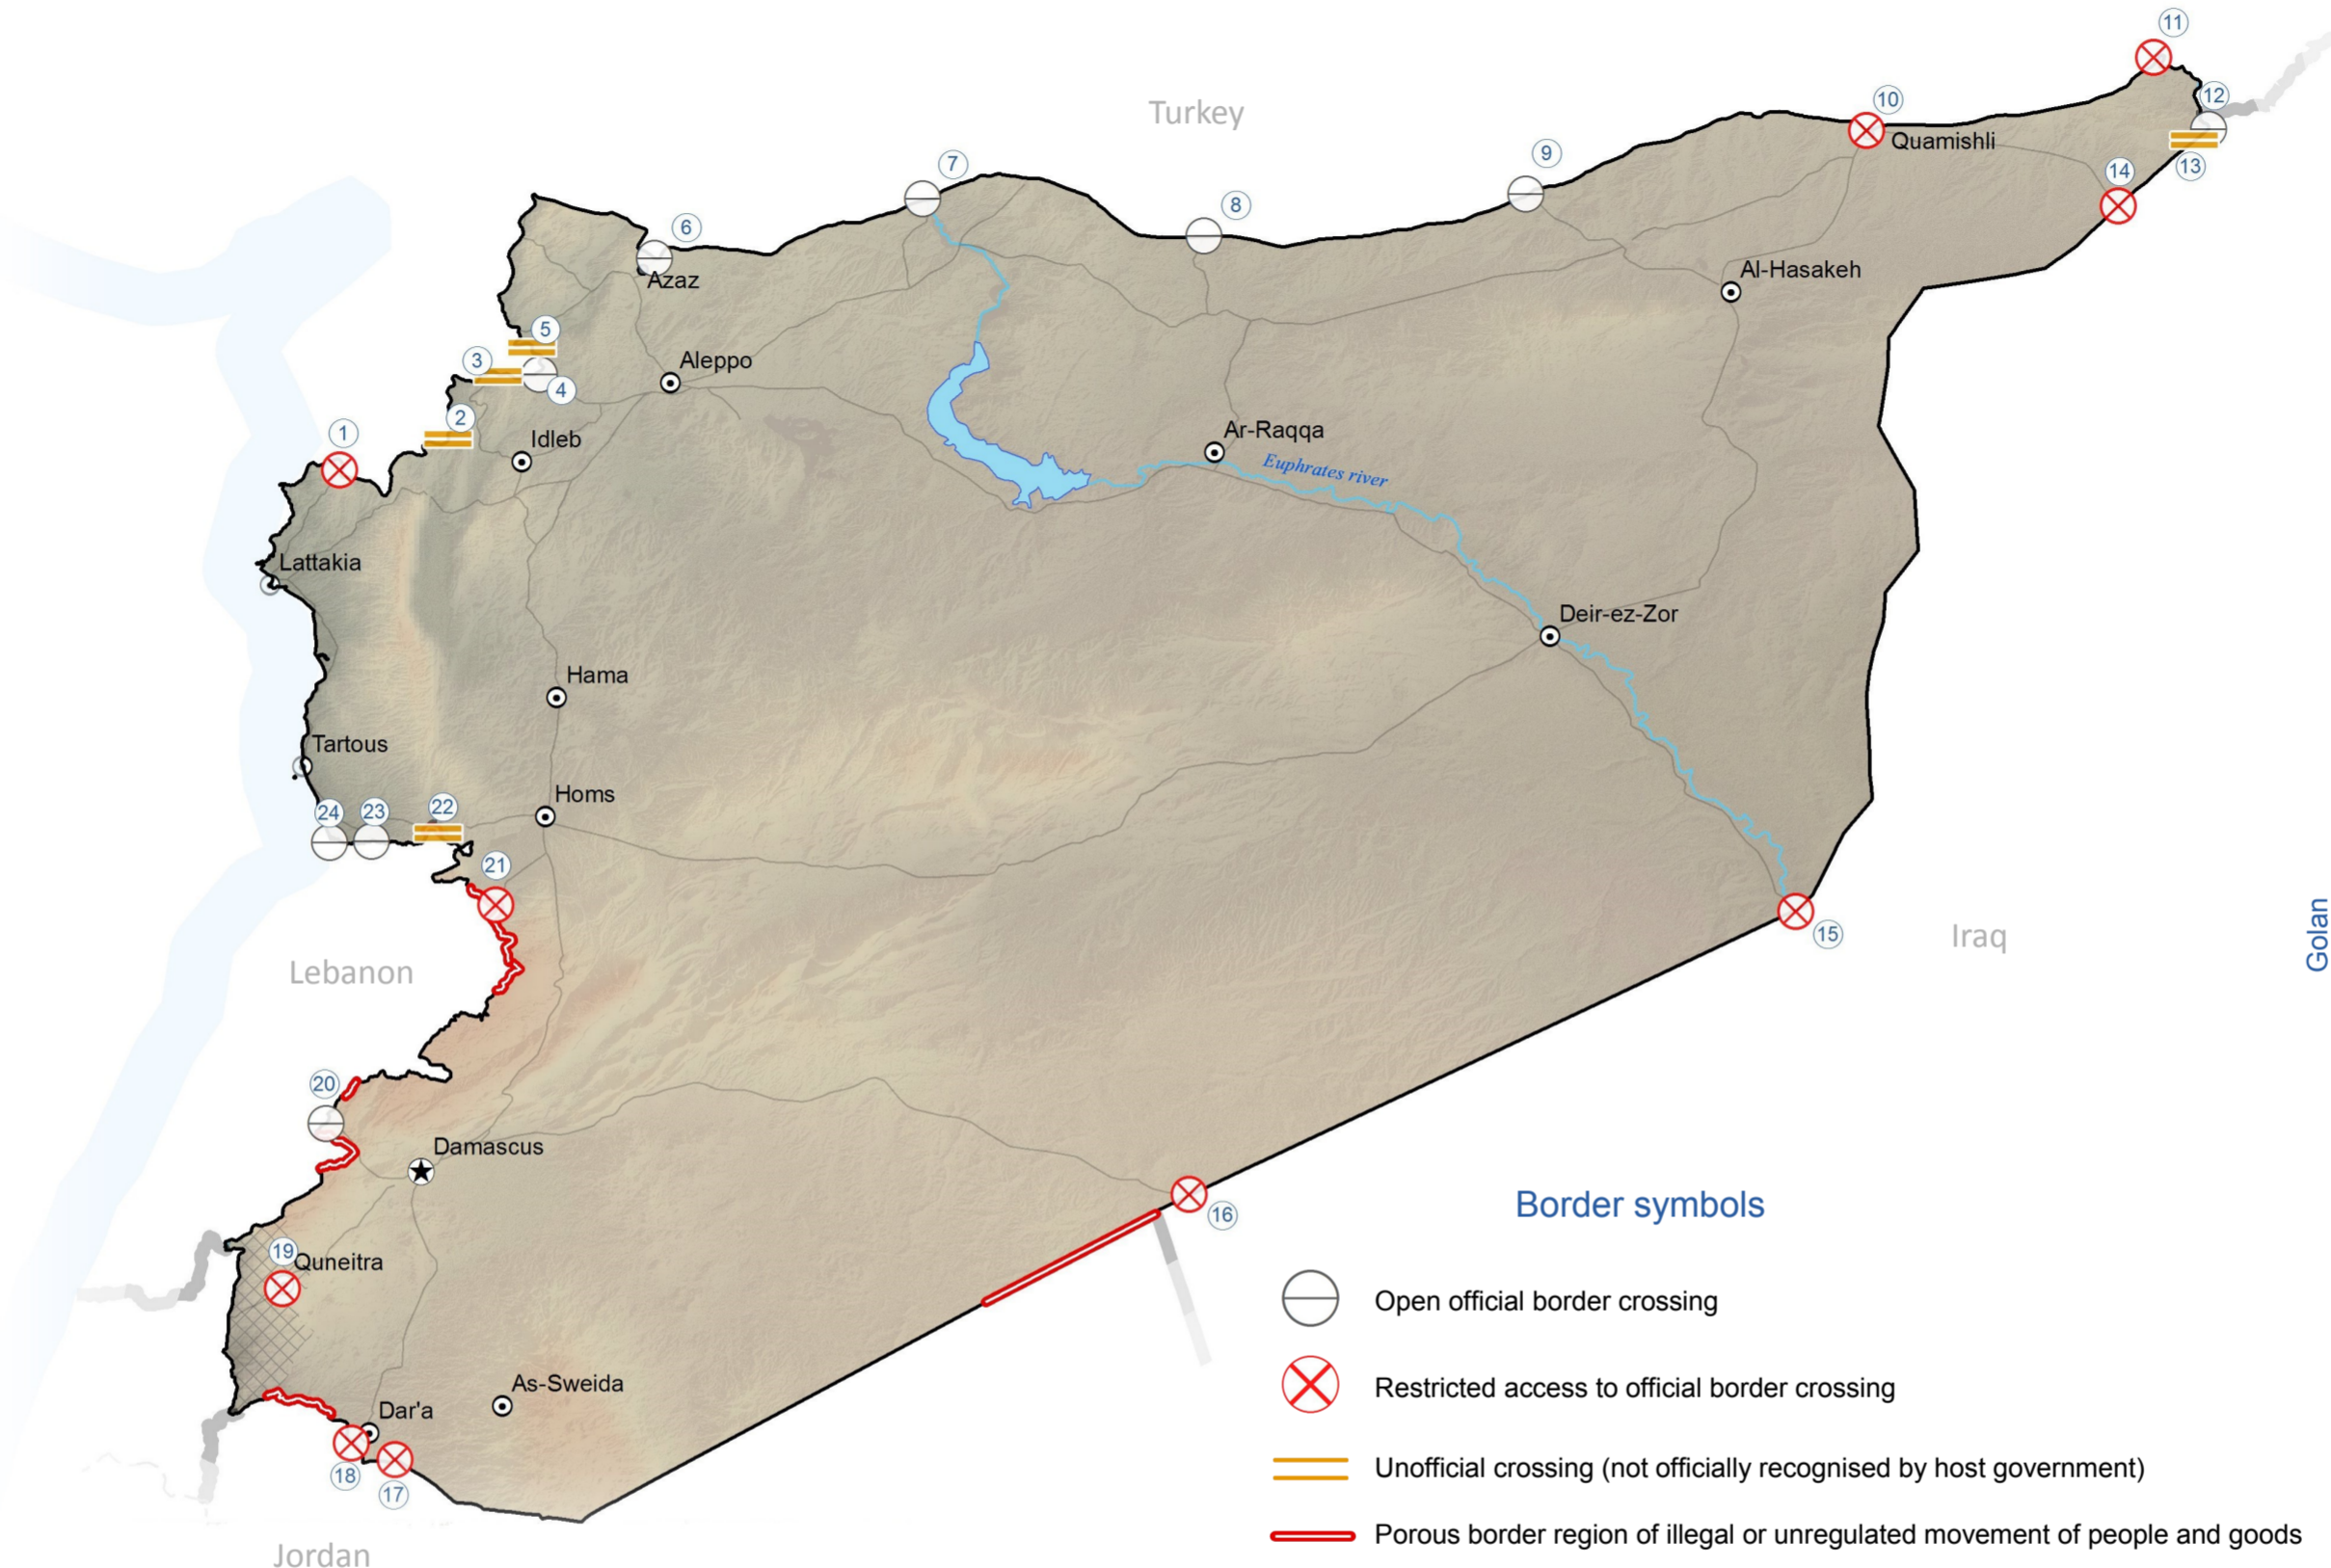 11
12
10
Turkey
Quamishli
13
7
9
14
8
6
Azaz
Al-Hasakeh
5
3
Aleppo
4
2
1
Idleb
Ar-Raqqa
Euphrates river
Lattakia
Deir-ez-Zor
Hama
Tartous
Homs
24
23
22
21
15
Iraq
Golan
Lebanon
20
Damascus
16
19
Quneitra
As-Sweida
Dar'a
18
17
Jordan
Border symbols
Open official border crossing
Restricted access to official border crossing
Unofficial crossing (not officially recognised by host government)
Porous border region of illegal or unregulated movement of people and goods